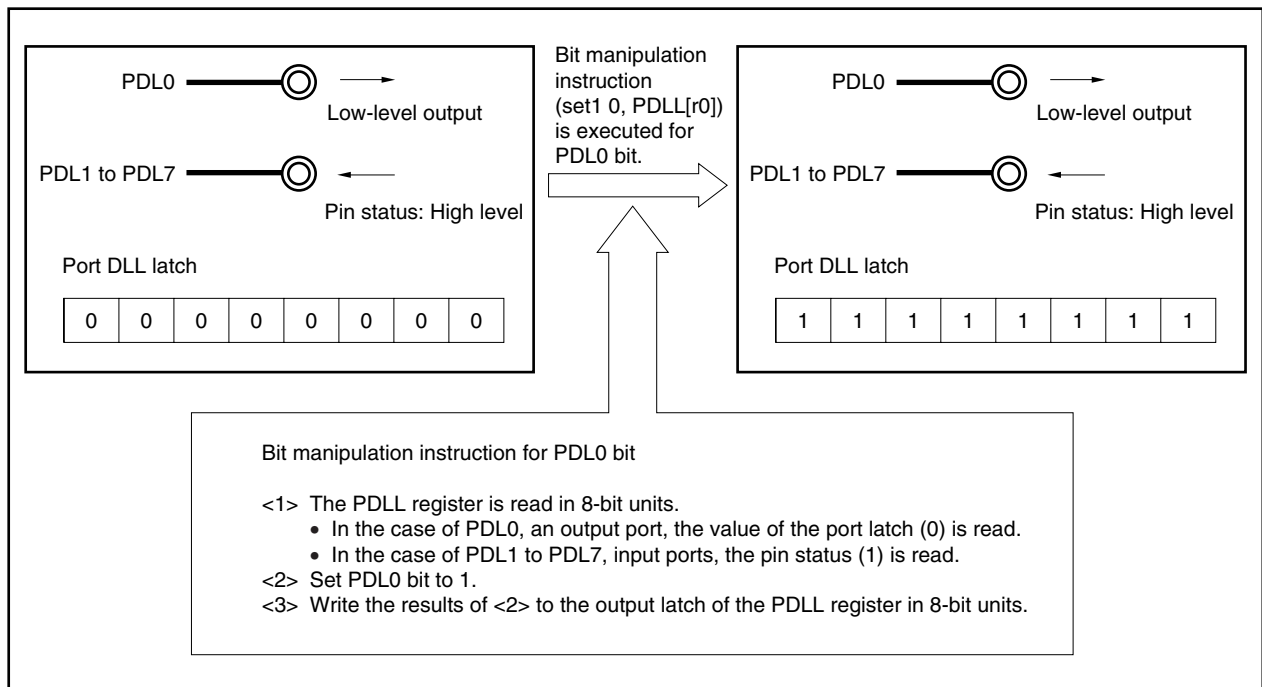 PDL0
Low-level output
PDL1 to PDL7
Pin status: High level
Port DLL latch
0 0 0 0 0 0 0 0
Bit manipulation
instruction
(set1 0, PDLL[r0])
is executed for
PDL0 bit.
PDL0
Low-level output
PDL1 to PDL7
Pin status: High level
Port DLL latch
1 1 1 1 1 1 1 1
Bit manipulation instruction for PDL0 bit
<1> The PDLL register is read in 8-bit units.
• In the case of PDL0, an output port, the value of the port latch (0) is read.
• In the case of PDL1 to PDL7, input ports, the pin status (1) is read.
<2> Set PDL0 bit to 1.
<3> Write the results of <2> to the output latch of the PDLL register in 8-bit units.